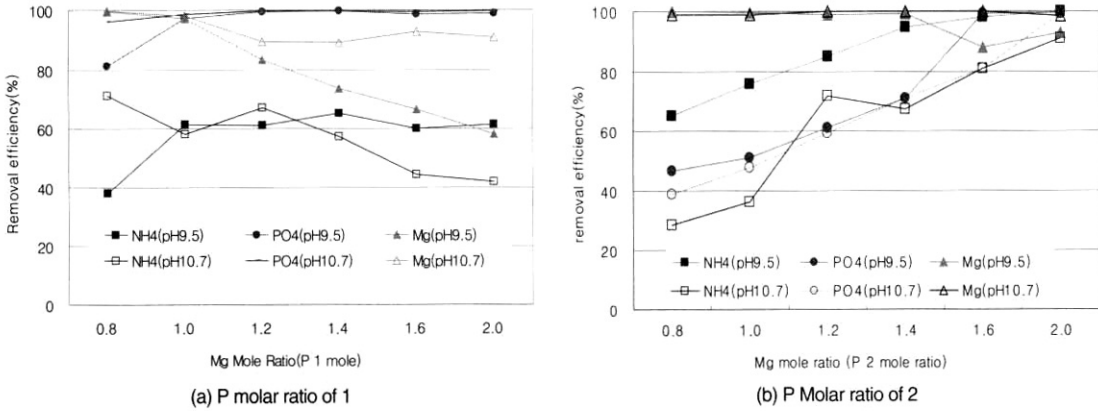 Removal efficiency(%)
100
80
60
40
20
0
NH4(pH9.5) PO4(pH9.5) Mg(pH9.5)
NH4(pH10.7) PO4(pH10.7) Mg(pH10.7)
0.8 1.0 1.2 1.4 1.6 2.0
Mg Mole Ratio(P 1 mole)
(a) P molar ratio of 1
removal efficiency(%)
100
80
60
40
20
0
NH4(pH9.5) PO4(pH9.5) Mg(pH9.5)
NH4(pH10.7) PO4(pH10.7) Mg(pH10.7)
0.8 1.0 1.2 1.4 1.6 2.0
Mg mole ratio (P 2 mole ratio)
(b) P Molar ratio of 2